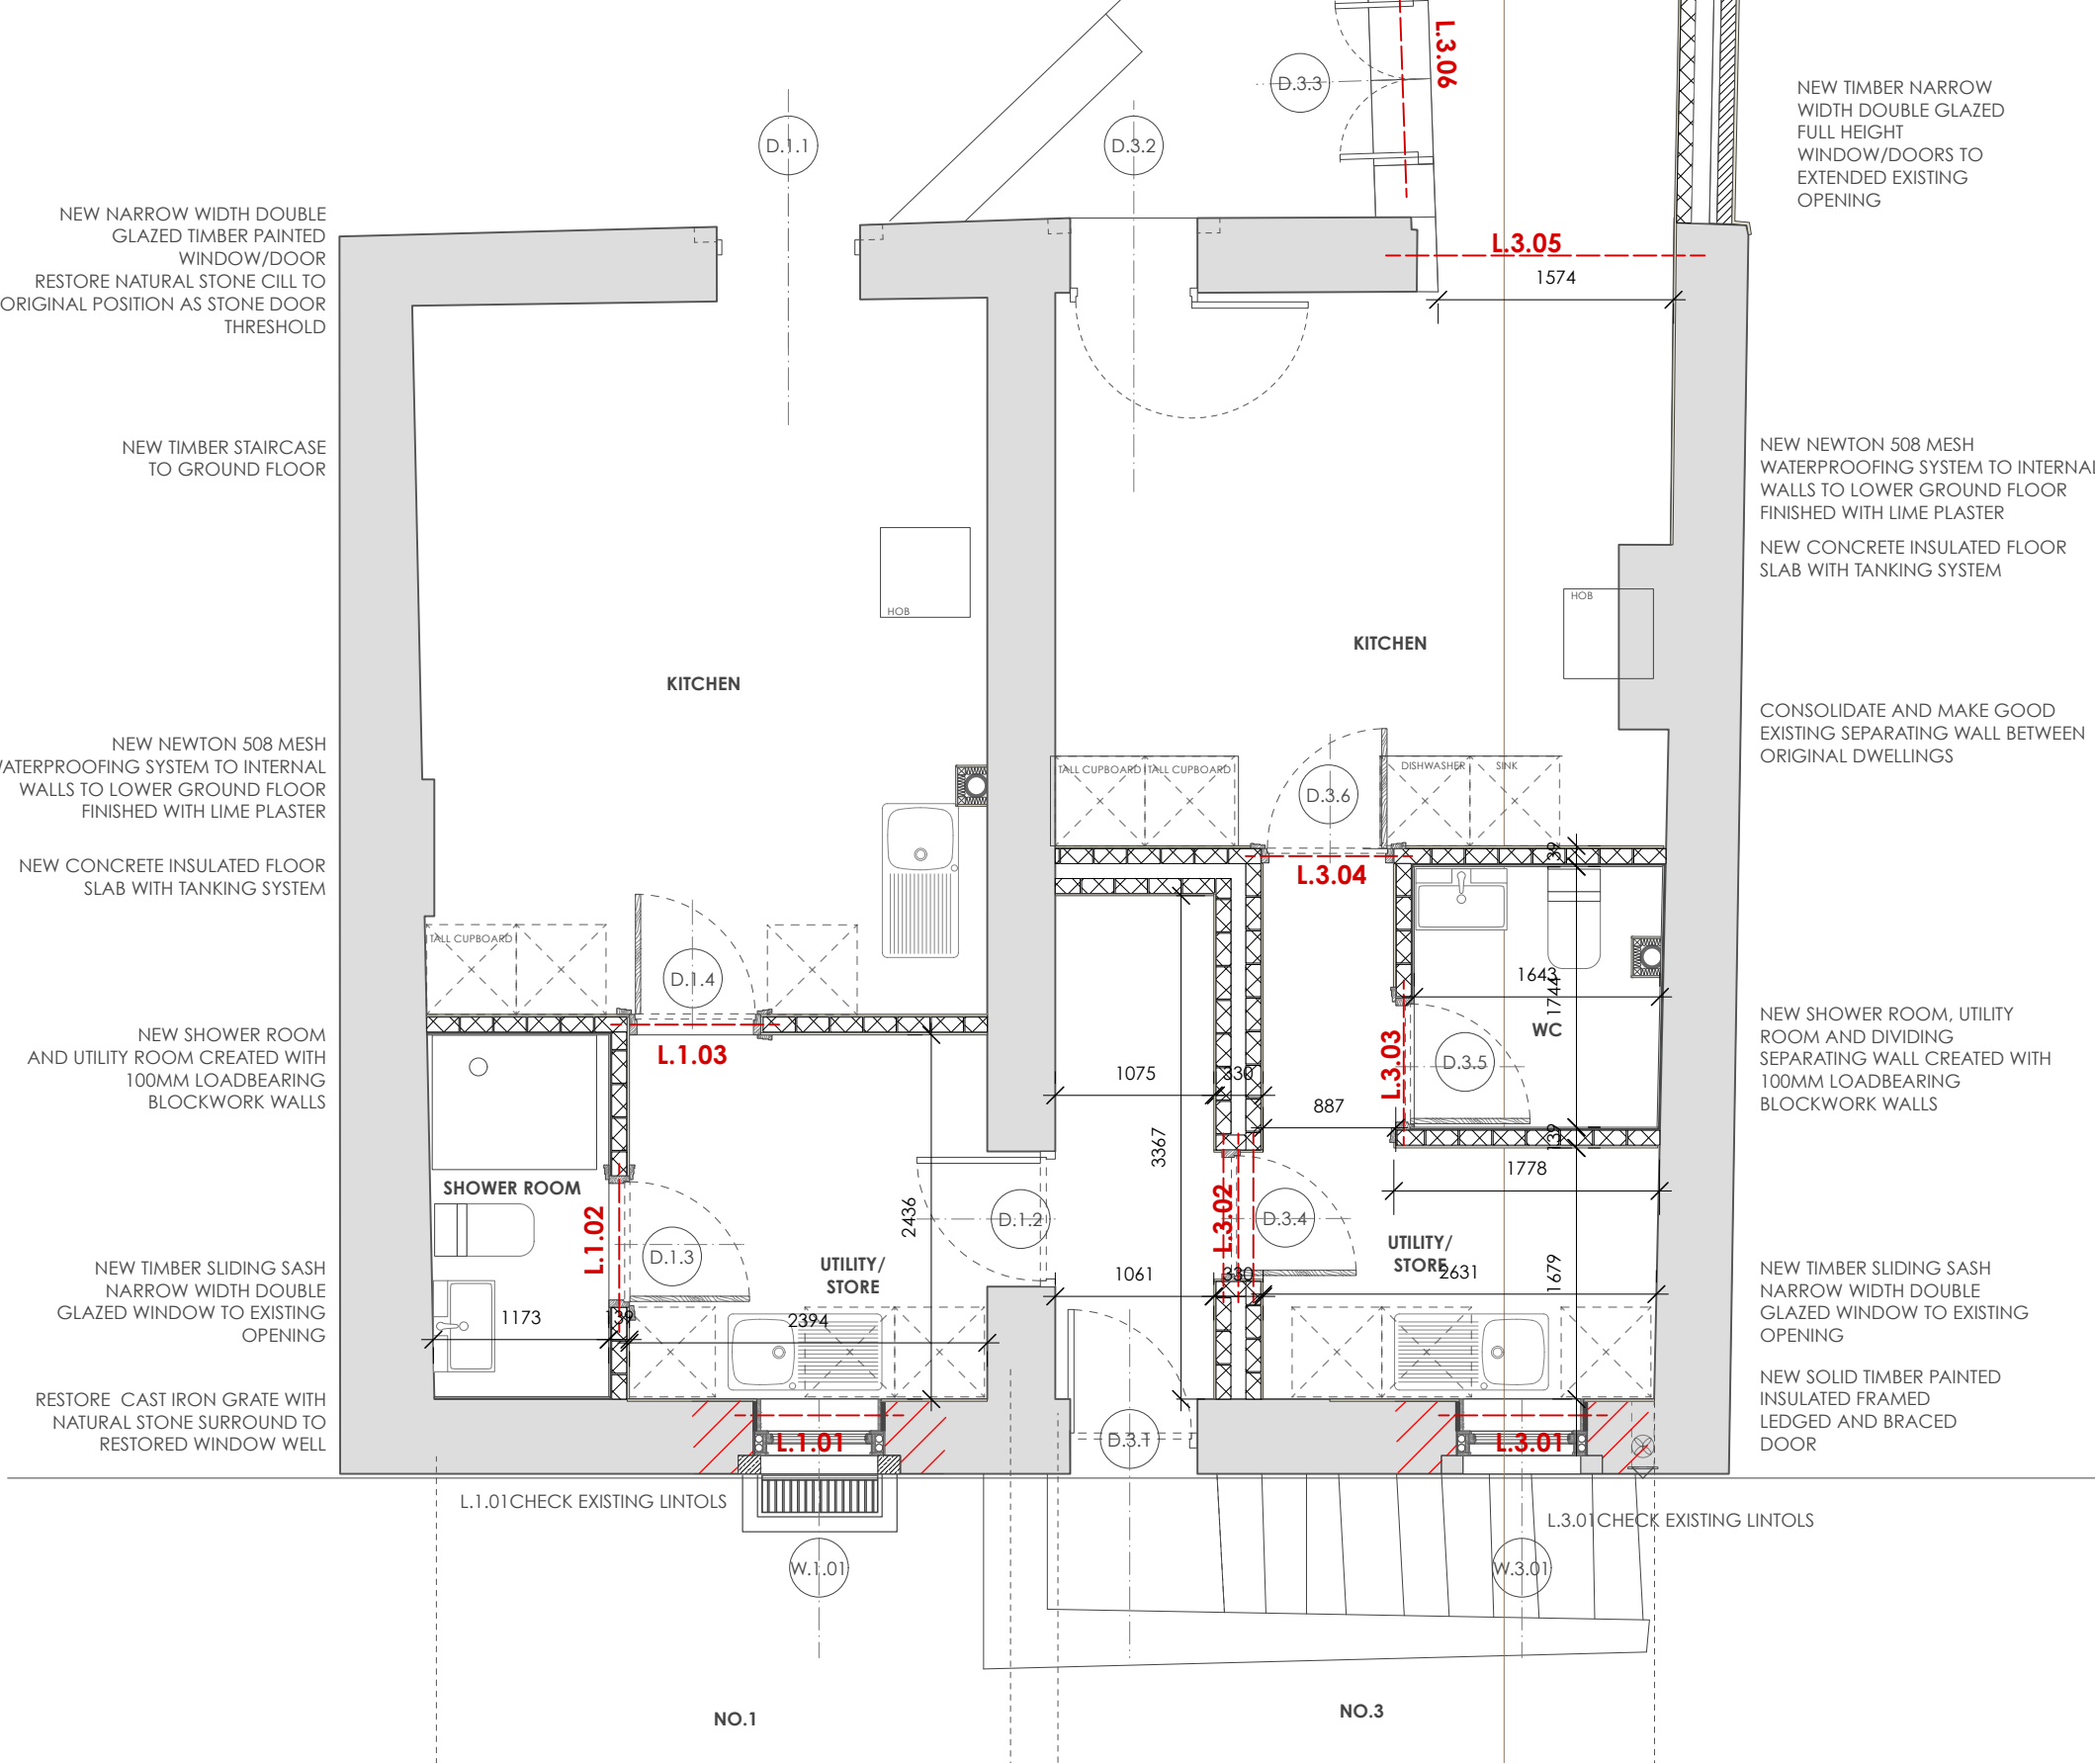 L.3.06
D.3.3
D.1.1
D.3.2
NEW TIMBER NARROW
WIDTH DOUBLE GLAZED
FULL HEIGHT
WINDOW/DOORS TO
EXTENDED EXISTING
OPENING
NEW NARROW WIDTH DOUBLE
GLAZED TIMBER PAINTED
WINDOW/DOOR
RESTORE NATURAL STONE CILL TO
ORIGINAL POSITION AS STONE DOOR
THRESHOLD
L.3.05
1574
NEW TIMBER STAIRCASE
TO GROUND FLOOR
NEW NEWTON 508 MESH
WATERPROOFING SYSTEM TO INTERNAL
WALLS TO LOWER GROUND FLOOR
FINISHED WITH LIME PLASTER
NEW CONCRETE INSULATED FLOOR
SLAB WITH TANKING SYSTEM
HOB
HOB
KITCHEN
KITCHEN
CONSOLIDATE AND MAKE GOOD
EXISTING SEPARATING WALL BETWEEN
ORIGINAL DWELLINGS
NEW NEWTON 508 MESH
WATERPROOFING SYSTEM TO INTERNAL
WALLS TO LOWER GROUND FLOOR
FINISHED WITH LIME PLASTER
TALL CUPBOARD
TALL CUPBOARD
DISHWASHER
SINK
D.3.6
139
L.3.04
NEW CONCRETE INSULATED FLOOR
SLAB WITH TANKING SYSTEM
TALL CUPBOARD
D.1.4
1643
1744
WC
NEW SHOWER ROOM
AND UTILITY ROOM CREATED WITH
100MM LOADBEARING
BLOCKWORK WALLS
L.1.03
L.3.03
D.3.5
1075
330
887
NEW SHOWER ROOM, UTILITY
ROOM AND DIVIDING
SEPARATING WALL CREATED WITH
100MM LOADBEARING
BLOCKWORK WALLS
139
3367
1778
SHOWER ROOM
L.1.02
D.1.3
2436
D.1.2
L.3.02
D.3.4
UTILITY/
STORE
UTILITY/
STORE
1061
330
2631
1679
NEW TIMBER SLIDING SASH
NARROW WIDTH DOUBLE
GLAZED WINDOW TO EXISTING
OPENING
NEW TIMBER SLIDING SASH
NARROW WIDTH DOUBLE
GLAZED WINDOW TO EXISTING
OPENING
1173
139
2394
RESTORE CAST IRON GRATE WITH
NATURAL STONE SURROUND TO
RESTORED WINDOW WELL
NEW SOLID TIMBER PAINTED
INSULATED FRAMED
LEDGED AND BRACED
DOOR
L.1.01
D.3.1
L.3.01
L.1.01CHECK EXISTING LINTOLS
L.3.01CHECK EXISTING LINTOLS
W.1.01
W.3.01
NO.1
NO.3